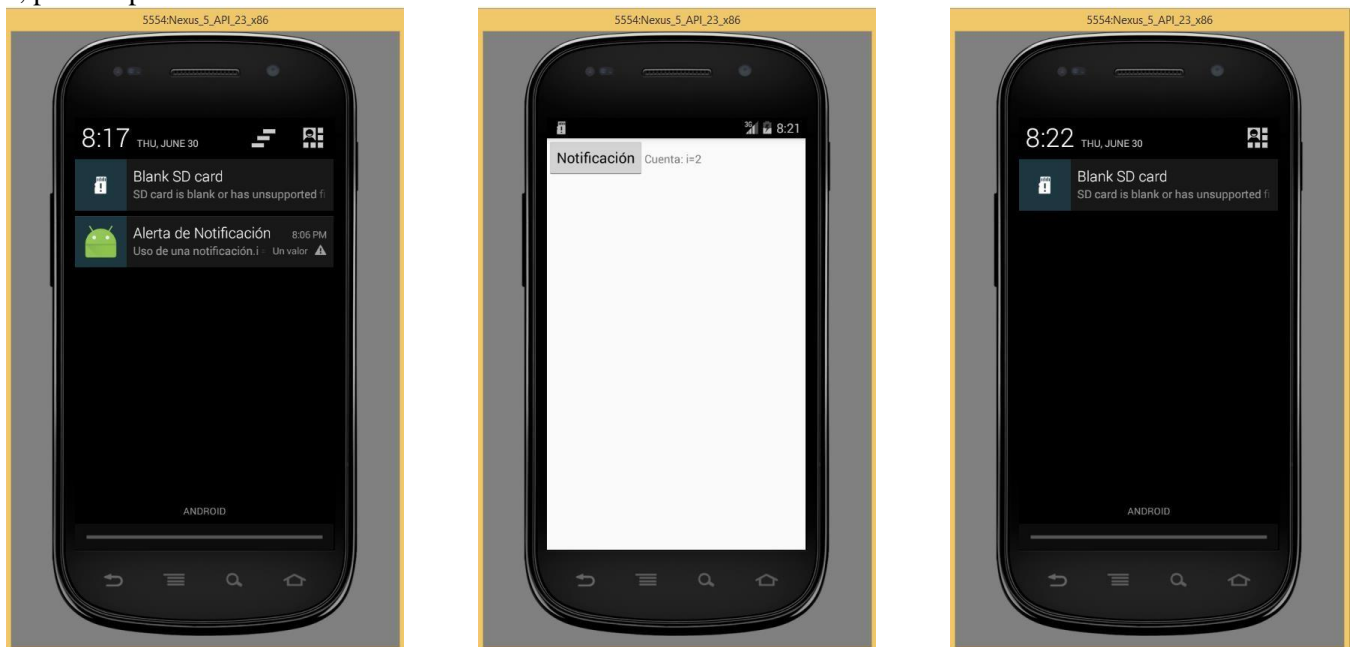 5554:Nexus_5_API_23_x86
8:17 THU, JUNE 30
Blank SD card
SD card is blank or has unsupported
Alerta de Notificación 8:06 PM
Uso de una notificación.i Un valor
ANDROID
5554:Nexus_5_API_23_x86
3G 8:21
Notificación Cuenta: i=2
5554:Nexus_5_API_23_x86
8:22 THU, JUNE 30
Blank SD card
SD card is blank or has unsupported
ANDROID